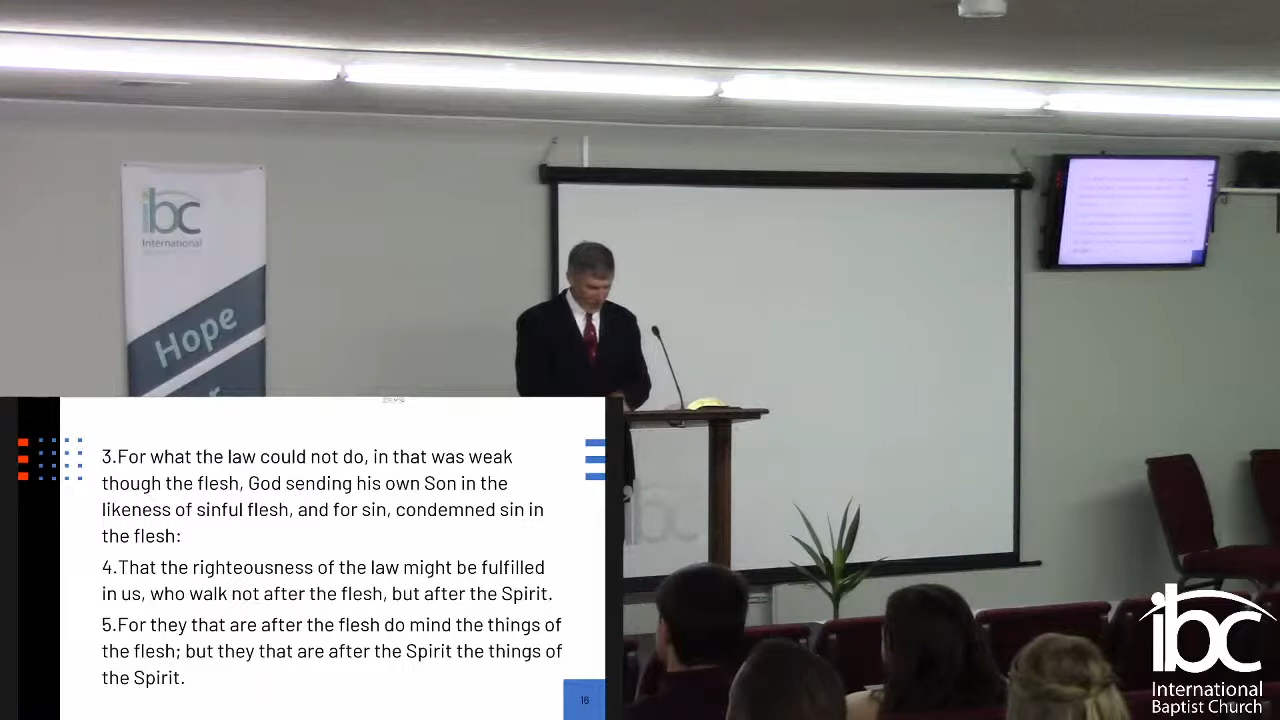 ibc
International
Hope
3.For what the law could not do, in that was weak
though the flesh, God sending his own Son in the
likeness of sinful flesh, and for sin, condemned sin in
the flesh:
4.That the righteousness of the law might be fulfilled
in us, who walk not after the flesh, but after the Spirit.
5.For they that are after the flesh do mind the things of
the flesh; but they that are after the Spirit the things of
the Spirit.
16
ibc
ibc
International
Baptist Church